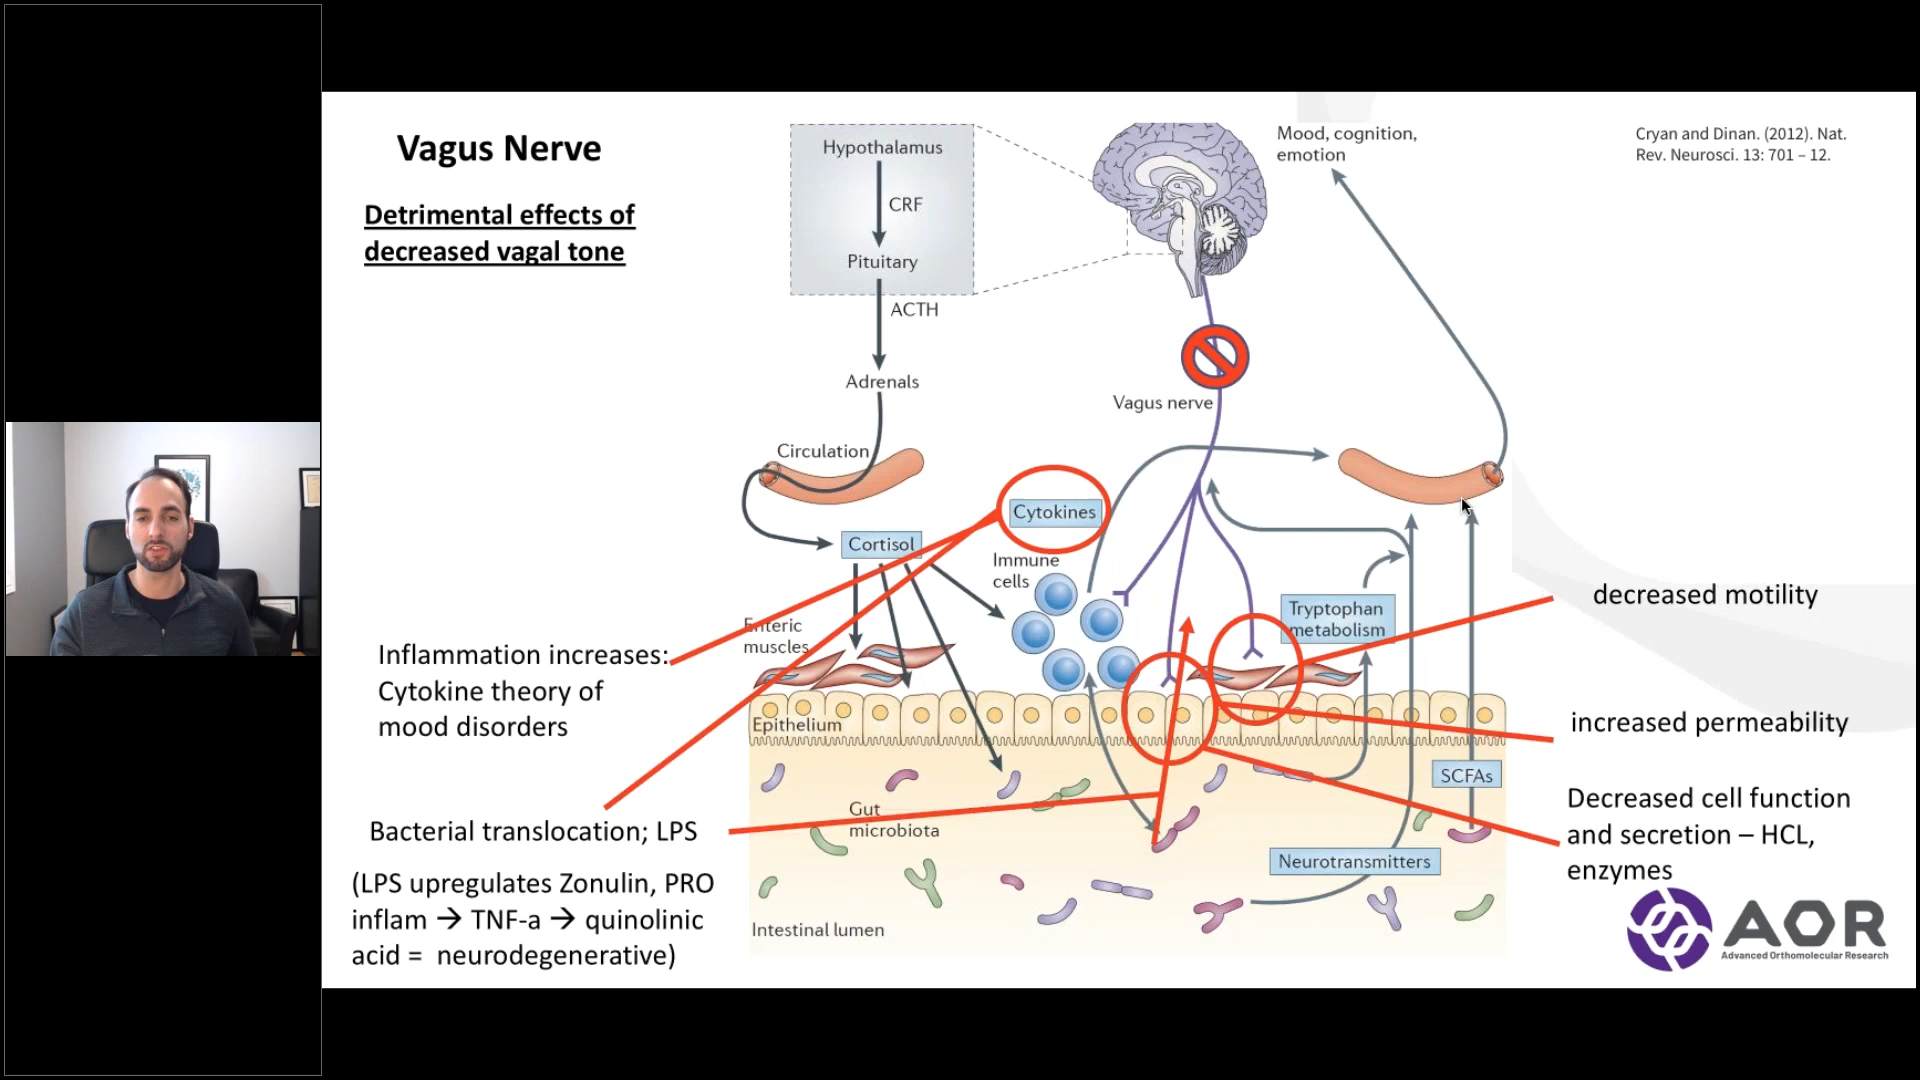 Vagus Nerve
Detrimental effects of
decreased vagal tone
Hypothalamus
CRF
Pituitary
ACTH
Adrenals
Circulation
Cortisol
Mood, cognition,
emotion
Cryan and Dinan. (2012). Nat.
Rev. Neurosci. 13: 701 – 12.
Vagus nerve
Cytokines
Immune
cells
Enteric
muscles
Tryptophan
metabolism
Epithelium
Gut
microbiota
Intestinal lumen
SCFAs
Neurotransmitters
Inflammation increases:
Cytokine theory of
mood disorders
Bacterial translocation; LPS
(LPS upregulates Zonulin, PRO
inflam → TNF-a → quinolinic
acid = neurodegenerative)
decreased motility
increased permeability
Decreased cell function
and secretion – HCL,
enzymes
AOR
Advanced Orthomolecular Research